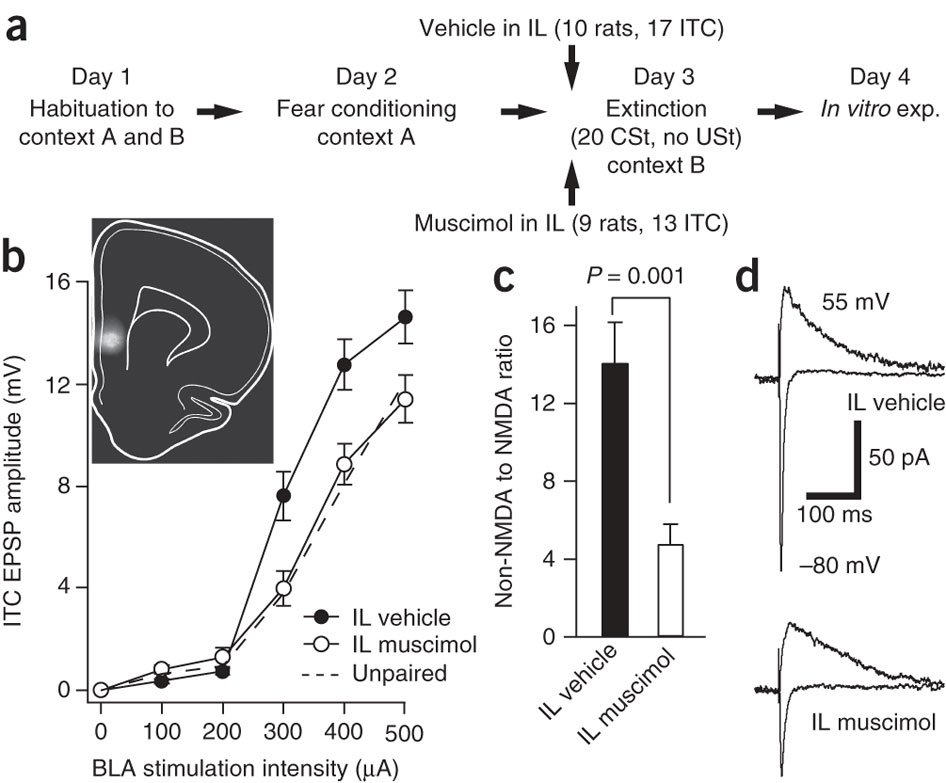 a
Vehicle in IL (10 rats, 17 ITC)
Day 1
Habituation to
context A and B
Day 2
Fear conditioning
context A
Day 3
Extinction
(20 CSt, no USt)
context B
Day 4
In vitro exp.
Muscimol in IL (9 rats, 13 ITC)
b
ITC EPSP amplitude (mV)
16
12
8
4
0
0 100 200 300 400 500
BLA stimulation intensity (μA)
IL vehicle
IL muscimol
Unpaired
c
P = 0.001
Non-NMDA to NMDA ratio
16
12
8
4
0
IL vehicle
IL muscimol
d
55 mV
IL vehicle
50 pA
100 ms
–80 mV
IL muscimol